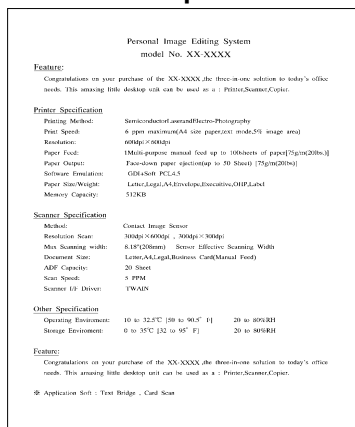 Personal Image Editing System
model No. XX-XXXX
Feature:
Congratulations on your purchase of the XX-XXXX ,the three-in-one solution to today's office
needs. This amasing little desktop unit can be used as a : Printer,Scanner,Copier.
Printer Specification
Printing Method: SemiconductorLaserandElectro-Photography
Print Speed: 6 ppm maximum(A4 size paper,text mode,5% image area)
Resolution: 600dpi×600dpi
Paper Feed: 1Multi-purpose manual feed up to 100sheets of paper[75g/m(20lbs.)]
Paper Output: Face-down paper ejection(up to 50 Sheet) [75g/m(20lbs)]
Software Emulation: GDI+Soft PCL4.5
Paper Size/Weight: Letter,Legal,A4,Envelope,Execuitive,OHP,Label
Memory Capacity: 512KB
Scanner Specification
Method: Contact Image Sensor
Resolution Scan: 300dpi×600dpi , 300dpi×300dpi
Max Scanning width: 8.18"(208mm) Sensor Effective Scanning Width
Document Size: Letter,A4,Legal,Business Card(Manual Feed)
ADF Capacity: 20 Sheet
Scan Speed: 5 PPM
Scanner I/F Driver: TWAIN
Other Specification
Operating Enviroment: 10 to 32.5℃ [50 to 90.5° F] 20 to 80%RH
Storage Enviroment: 0 to 35℃ [32 to 95° F] 20 to 80%RH
Feature:
Congratulations on your purchase of the XX-XXXX ,the three-in-one solution to today's office
needs. This amasing little desktop unit can be used as a : Printer,Scanner,Copier.
※ Application Soft : Text Bridge , Card Scan